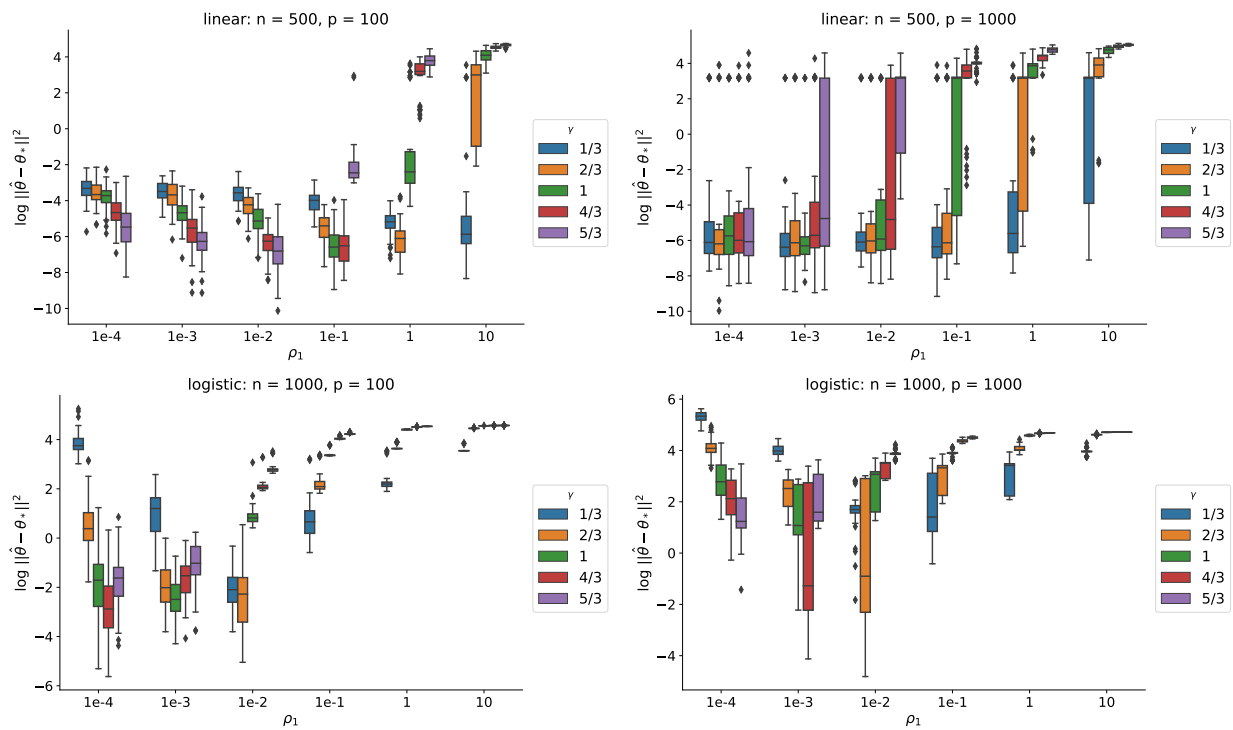 linear: n = 500, p = 100
log ||θ̂ − θ*||²
4
2
0
−2
−4
−6
−8
−10
1e-4 1e-3 1e-2 1e-1 1 10
ρ₁
γ
1/3
2/3
1
4/3
5/3
linear: n = 500, p = 1000
log ||θ̂ − θ*||²
4
2
0
−2
−4
−6
−8
−10
1e-4 1e-3 1e-2 1e-1 1 10
ρ₁
γ
1/3
2/3
1
4/3
5/3
logistic: n = 1000, p = 100
log ||θ̂ − θ*||²
4
2
0
−2
−4
−6
1e-4 1e-3 1e-2 1e-1 1 10
ρ₁
γ
1/3
2/3
1
4/3
5/3
logistic: n = 1000, p = 1000
log ||θ̂ − θ*||²
6
4
2
0
−2
−4
1e-4 1e-3 1e-2 1e-1 1 10
ρ₁
γ
1/3
2/3
1
4/3
5/3